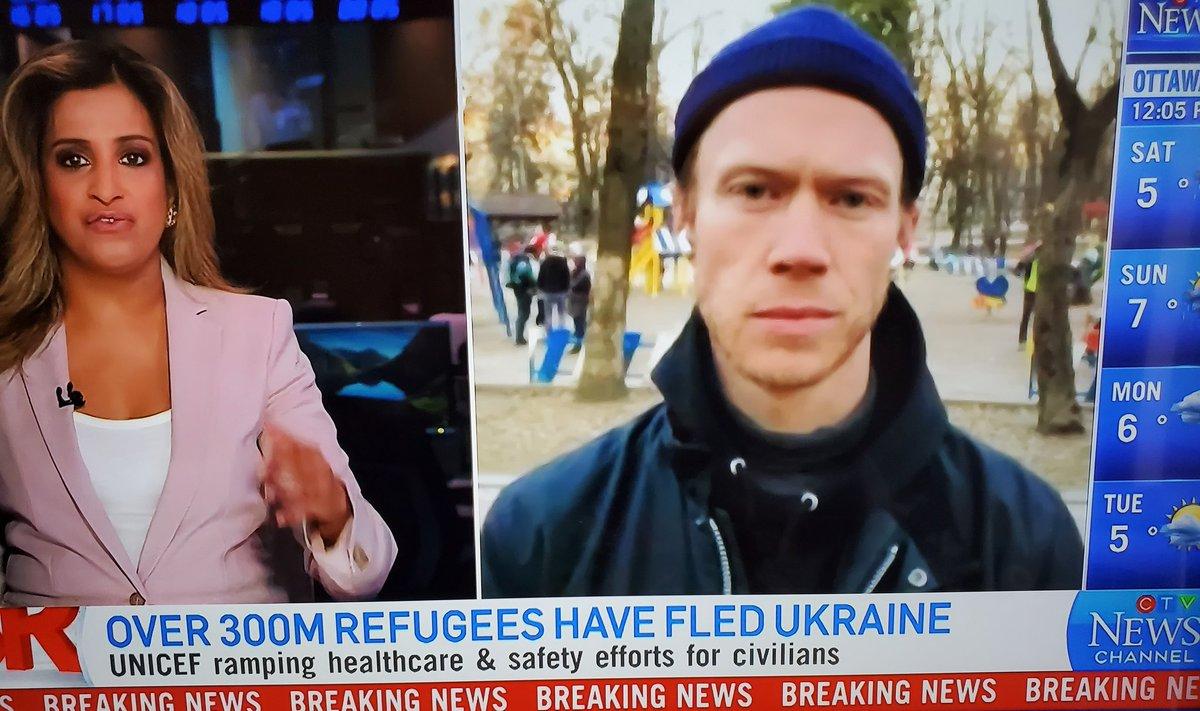 NEW
OTTAWA
12:05 P
SAT
5°
SUN
7°
MON
6°
TUE
5°
OVER 300M REFUGEES HAVE FLED UKRAINE
UNICEF ramping healthcare & safety efforts for civilians
CTV
NEWS
CHANNEL
S BREAKING NEWS BREAKING NEWS BREAKING NEWS BREAKING NEWS BREAKING NE